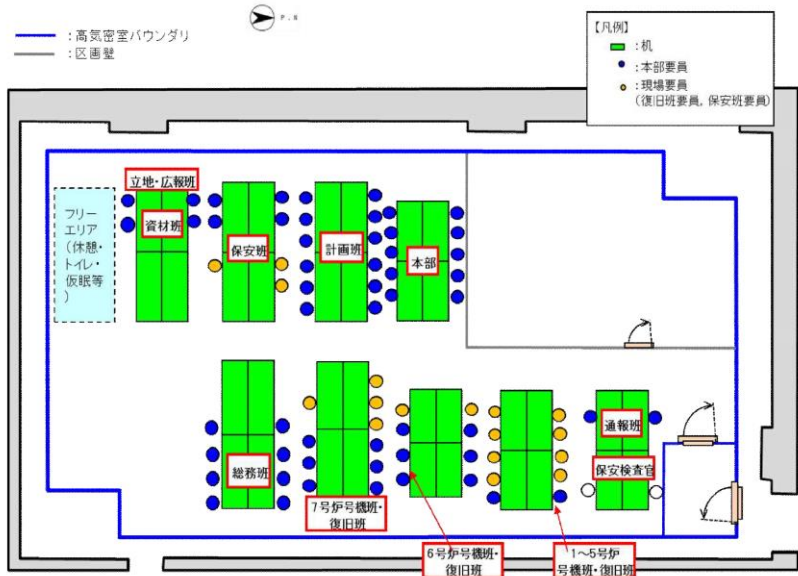 P.N
：高気密室バウンダリ
：区画壁
【凡例】
：机
：本部要員
：現場要員
(復旧班要員，保安班要員)
立地・広報班
資材班
保安班
計画班
本部
フリー
エリア
（休憩・
トイレ・
仮眠等
）
総務班
7号炉号機班・
復旧班
6号炉号機班・
復旧班
1～5号炉
号機班・復旧班
通報班
保安検査官